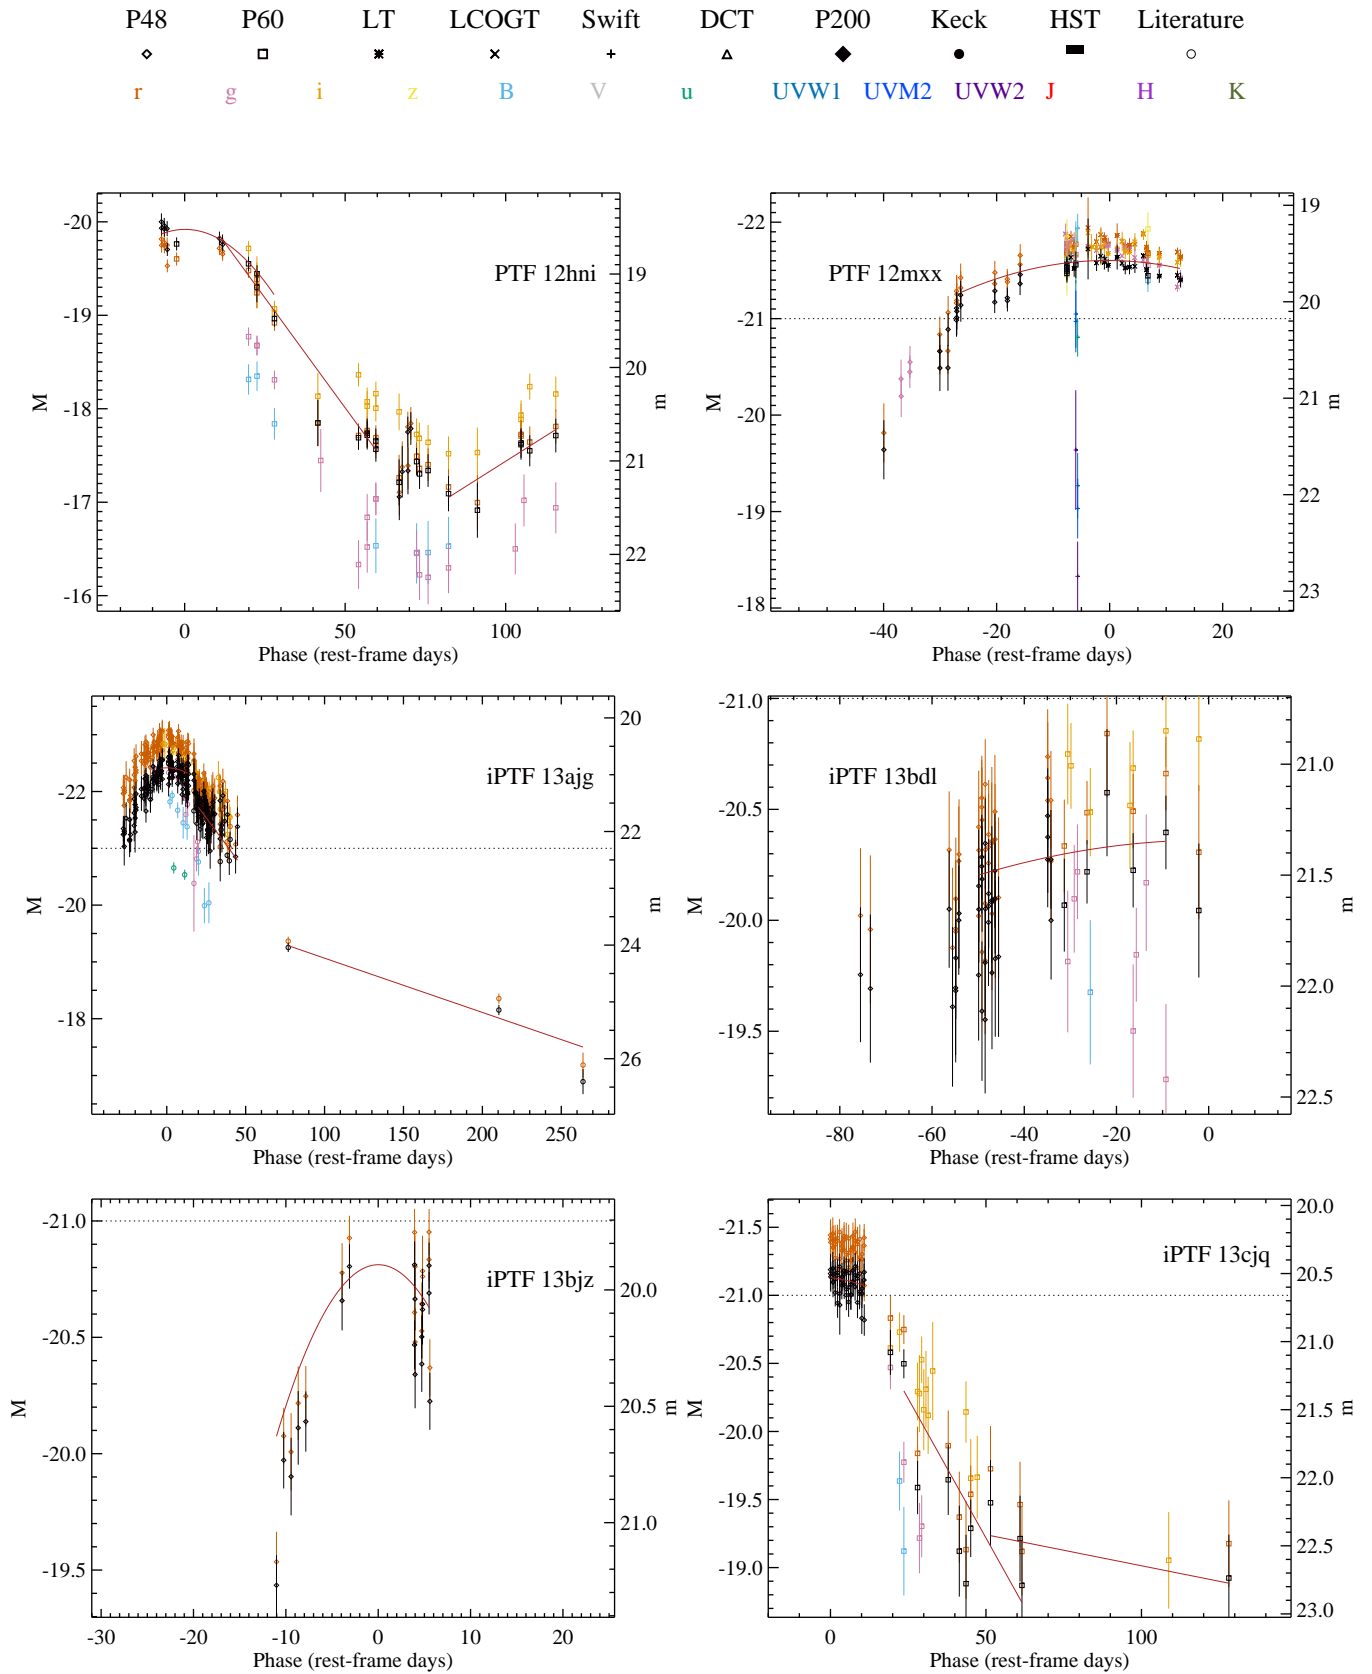 P48 P60 LT LCOGT Swift DCT P200 Keck HST Literature
r g i z B V u UVW1 UVM2 UVW2 J H K
PTF 12hni
M
-20
-19
-18
-17
-16
m
19
20
21
22
0 50 100
Phase (rest-frame days)
PTF 12mxx
M
-22
-21
-20
-19
-18
m
19
20
21
22
23
-40 -20 0 20
Phase (rest-frame days)
iPTF 13ajg
M
-22
-20
-18
m
20
22
24
26
0 50 100 150 200 250
Phase (rest-frame days)
iPTF 13bdl
M
-21.0
-20.5
-20.0
-19.5
m
21.0
21.5
22.0
22.5
-80 -60 -40 -20 0
Phase (rest-frame days)
iPTF 13bjz
M
-21.0
-20.5
-20.0
-19.5
m
19.9
20.5
21.0
-30 -20 -10 0 10 20
Phase (rest-frame days)
iPTF 13cjq
M
-21.5
-21.0
-20.5
-20.0
-19.5
-19.0
m
20.0
20.5
21.0
21.5
22.0
22.5
23.0
0 50 100
Phase (rest-frame days)